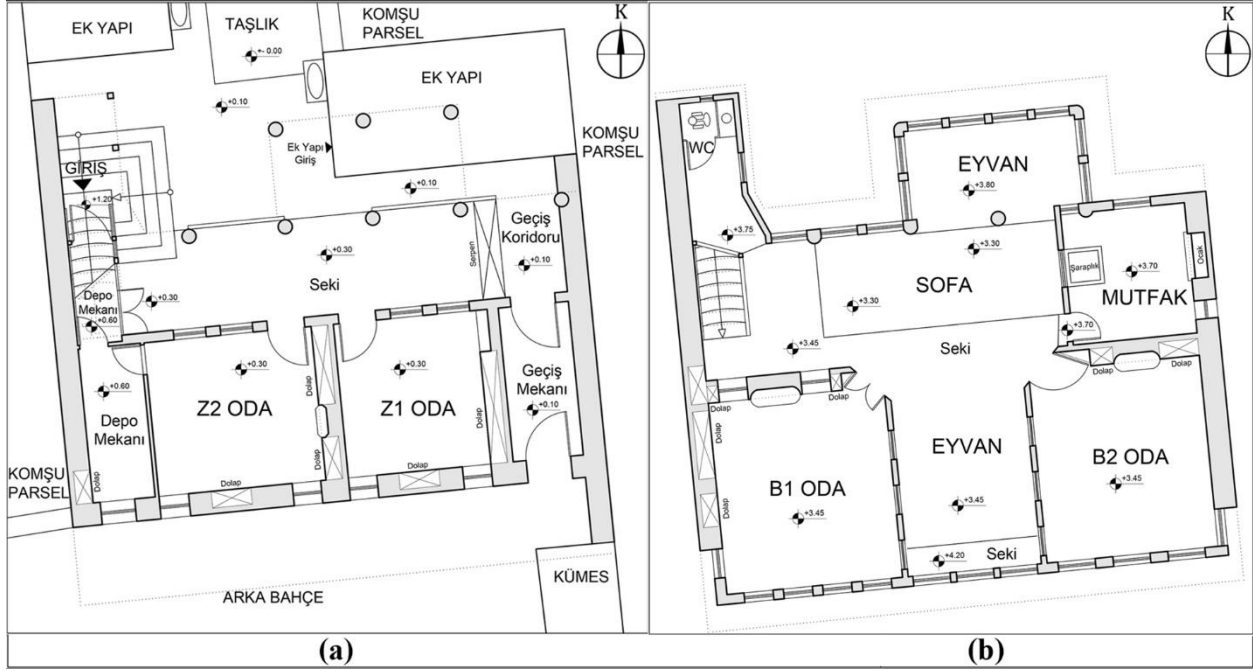 EK YAPI
TAŞLIK
+- 0.00
KOMŞU
PARSEL
K
EK YAPI
+0.10
KOMŞU
PARSEL
Ek Yapı
Giriş
GİRİŞ
+1.20
+0.10
Geçiş
Koridoru
+0.10
Serpen
+0.30
Seki
Depo
Mekanı
+0.60
+0.30
+0.60
Depo
Mekanı
Dolap
+0.30
Z2 ODA
Dolap
Dolap
Dolap
+0.30
Z1 ODA
Dolap
Dolap
Geçiş
Mekanı
+0.10
KOMŞU
PARSEL
ARKA BAHÇE
KÜMES
(a)
K
WC
+3.75
EYVAN
+3.80
+3.30
SOFA
+3.30
Şaraplık
+3.70
MUTFAK
Ocak
+3.70
Seki
+3.45
Dolap
Dolap
Dolap
Dolap
Dolap
Dolap
B1 ODA
+3.45
EYVAN
+3.45
B2 ODA
+3.45
+4.20
Seki
(b)